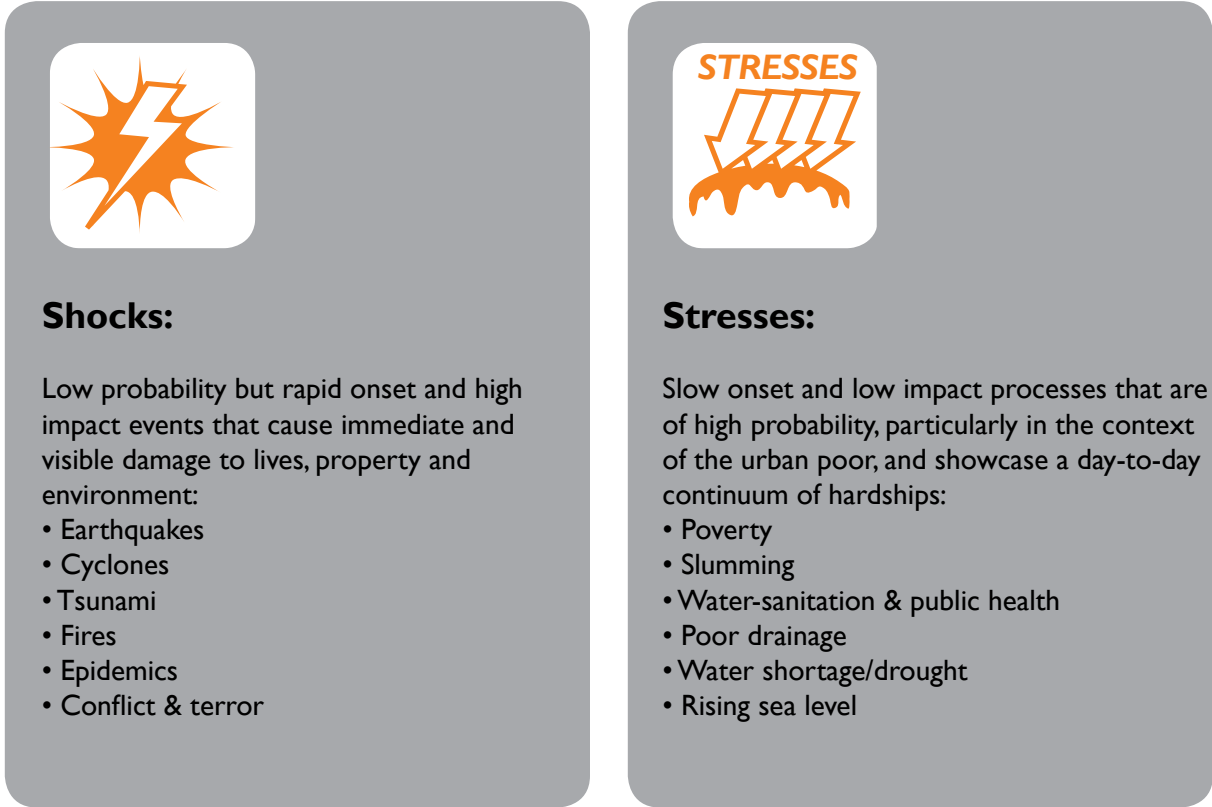 Shocks:
Low probability but rapid onset and high
impact events that cause immediate and
visible damage to lives, property and
environment:
• Earthquakes
• Cyclones
• Tsunami
• Fires
• Epidemics
• Conflict & terror
STRESSES
Stresses:
Slow onset and low impact processes that are
of high probability, particularly in the context
of the urban poor, and showcase a day-to-day
continuum of hardships:
• Poverty
• Slumming
• Water-sanitation & public health
• Poor drainage
• Water shortage/drought
• Rising sea level